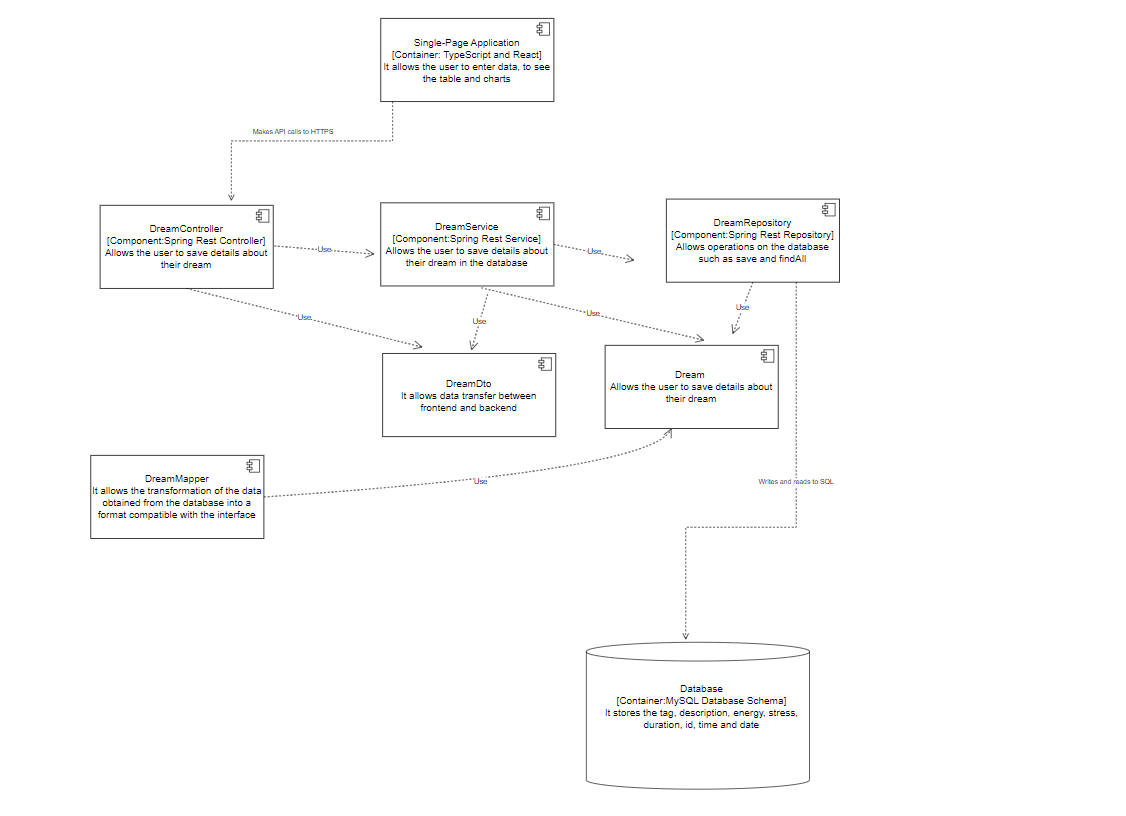 Single-Page Application
[Container: TypeScript and React]
It allows the user to enter data, to see
the table and charts
Makes API calls to HTTPS
DreamController
[Component:Spring Rest Controller]
Allows the user to save details about
their dream
Use
DreamService
[Component:Spring Rest Service]
Allows the user to save details about
their dream in the database
Use
DreamRepository
[Component:Spring Rest Repository]
Allows operations on the database
such as save and findAll
Use
Use
Use
Use
DreamDto
It allows data transfer between
frontend and backend
Dream
Allows the user to save details about
their dream
DreamMapper
It allows the transformation of the data
obtained from the database into a
format compatible with the interface
Use
Writes and reads to SQL
Database
[Container:MySQL Database Schema]
It stores the tag, description, energy, stress,
duration, id, time and date